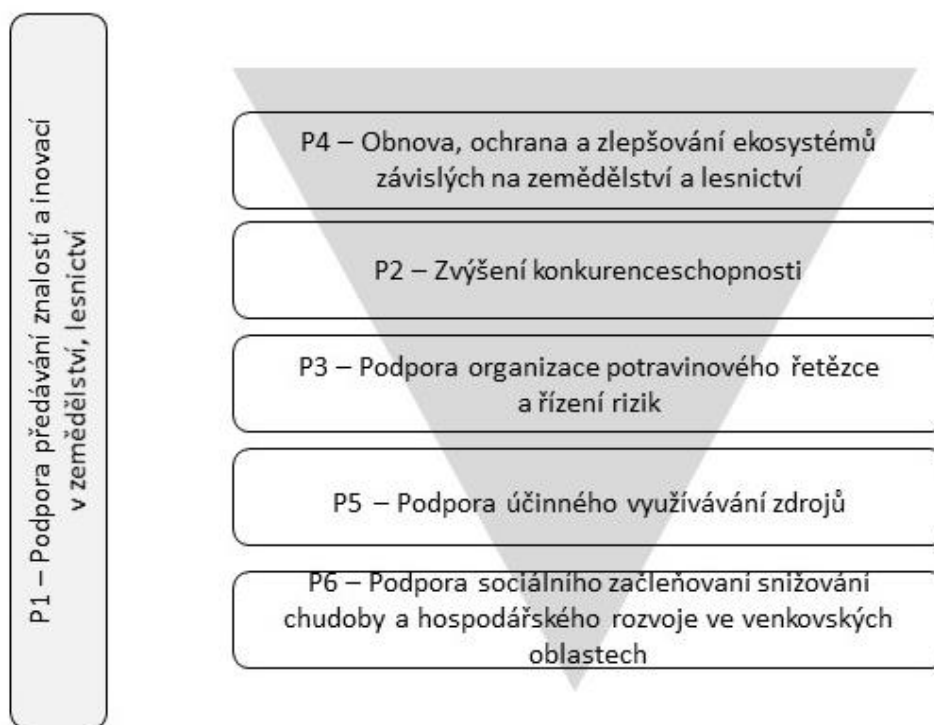 P1 – Podpora předávání znalostí a inovací
v zemědělství, lesnictví
P4 – Obnova, ochrana a zlepšování ekosystémů
závislých na zemědělství a lesnictví
P2 – Zvýšení konkurenceschopnosti
P3 – Podpora organizace potravinového řetězce
a řízení rizik
P5 – Podpora účinného využívávání zdrojů
P6 – Podpora sociálního začleňovaní snižování
chudoby a hospodářského rozvoje ve venkovských
oblastech